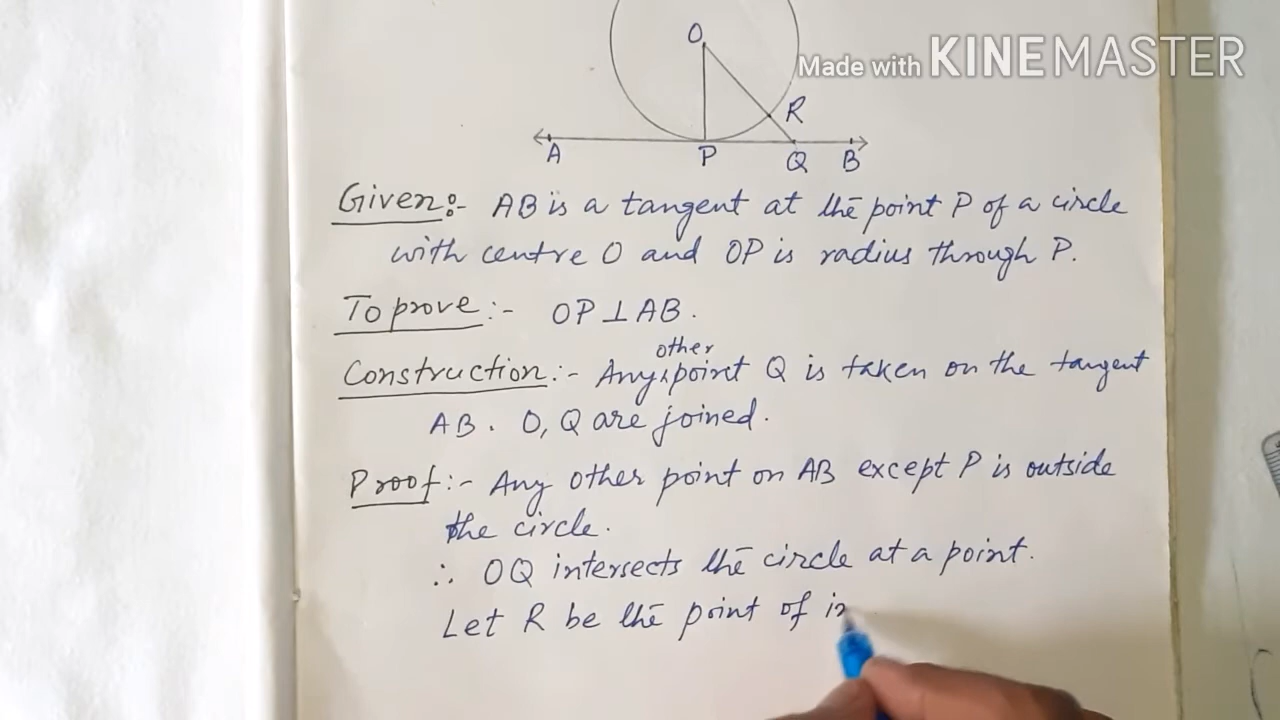 Made with KINEMASTER
O
R
A P Q B
Given:- AB is a tangent at the point P of a circle
with centre O and OP is radius through P.
To prove:- OP⊥AB.
other
Construction:- Any‸point Q is taken on the tangent
AB. O, Q are joined.
Proof:- Any other point on AB except P is outside
the circle.
∴ OQ intersects the circle at a point.
Let R be the point of in